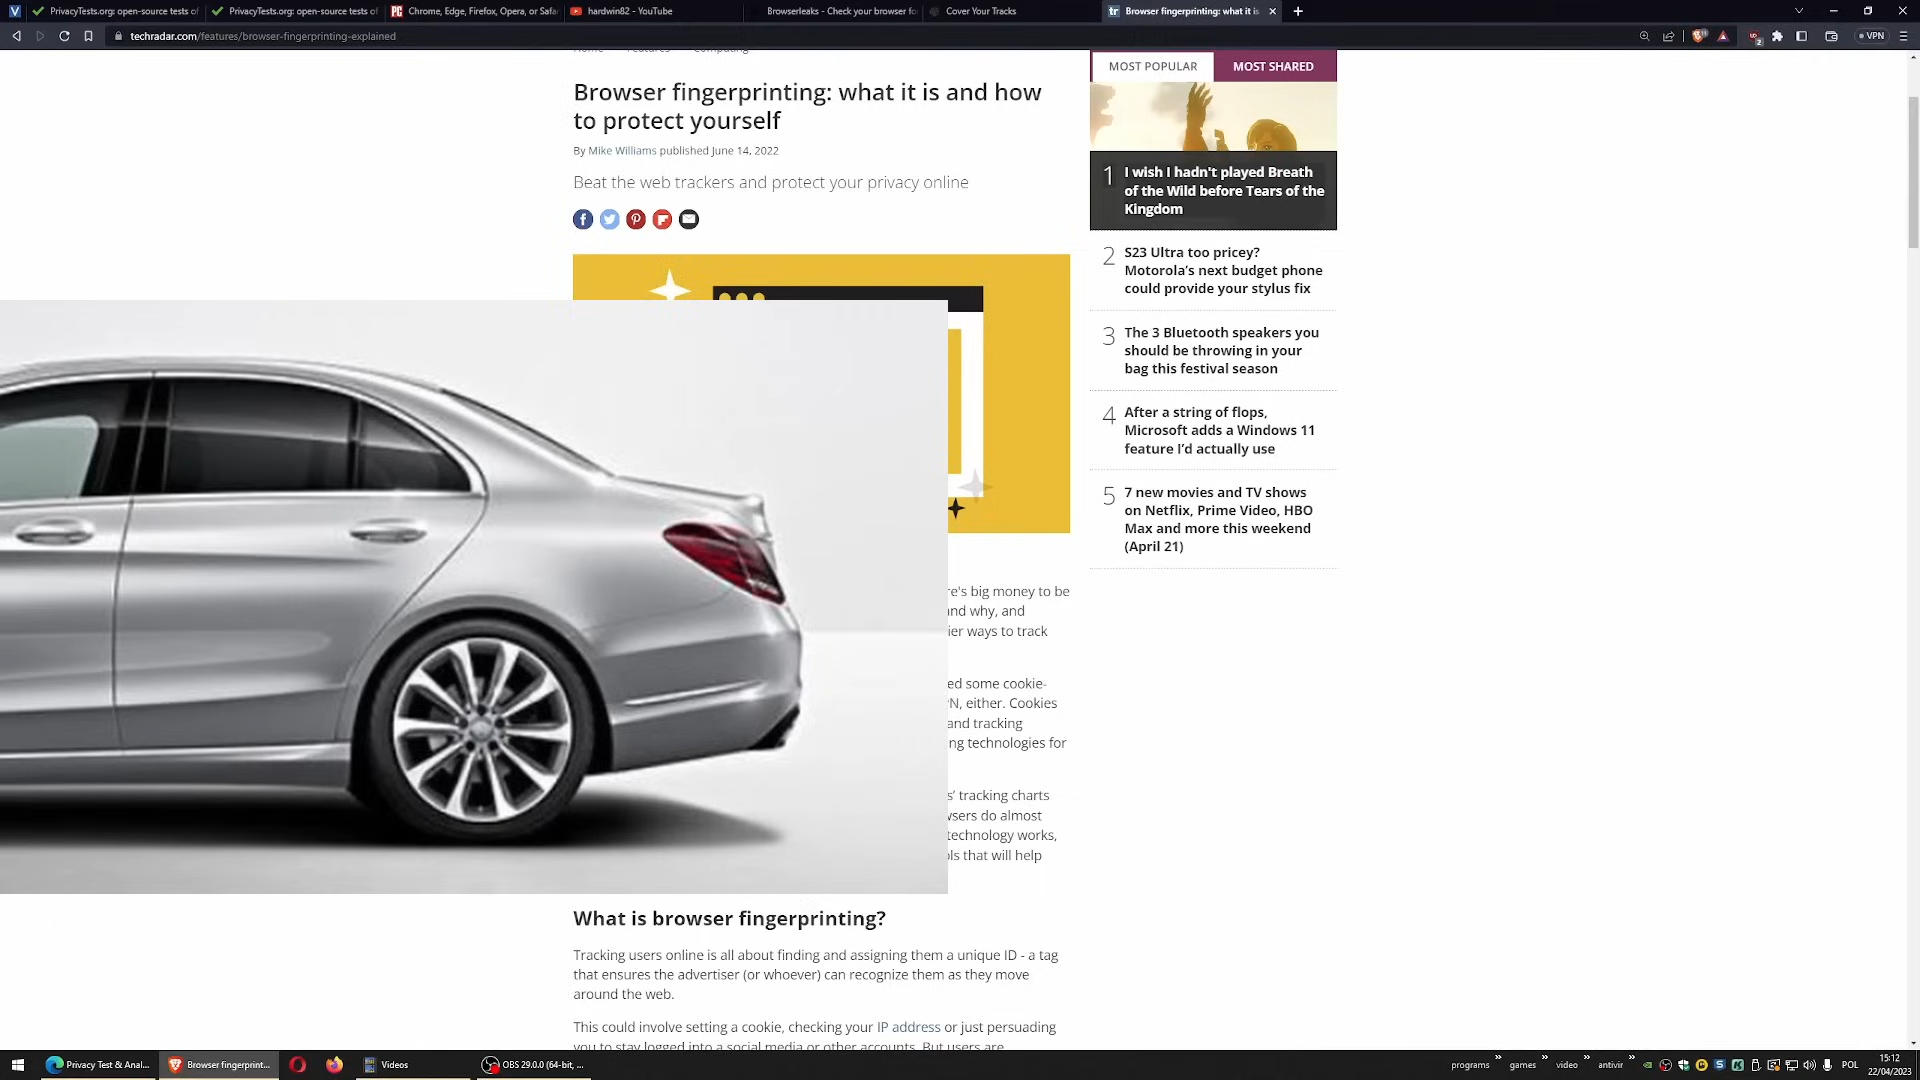 PrivacyTests.org: open-source tests of
PrivacyTests.org: open-source tests of
PC
Chrome, Edge, Firefox, Opera, or Safa
hardwin82 - YouTube
Browserleaks - Check your browser fo
Cover Your Tracks
tr
Browser fingerprinting: what it is
techradar.com/features/browser-fingerprinting-explained
VPN
Browser fingerprinting: what it is and how
to protect yourself
By Mike Williams published June 14, 2022
Beat the web trackers and protect your privacy online
re's big money to be
nd why, and
ier ways to track
ed some cookie-
N, either. Cookies
and tracking
ng technologies for
s’ tracking charts
wsers do almost
technology works,
ls that will help
What is browser fingerprinting?
Tracking users online is all about finding and assigning them a unique ID - a tag
that ensures the advertiser (or whoever) can recognize them as they move
around the web.
This could involve setting a cookie, checking your IP address or just persuading
you to stay logged into a social media or other accounts. But users are
MOST POPULAR
MOST SHARED
1
I wish I hadn't played Breath
of the Wild before Tears of the
Kingdom
2
S23 Ultra too pricey?
Motorola’s next budget phone
could provide your stylus fix
3
The 3 Bluetooth speakers you
should be throwing in your
bag this festival season
4
After a string of flops,
Microsoft adds a Windows 11
feature I’d actually use
5
7 new movies and TV shows
on Netflix, Prime Video, HBO
Max and more this weekend
(April 21)
Privacy Test & Anal...
Browser fingerprint...
Videos
OBS 29.0.0 (64-bit, ...
programs
games
video
antivir
POL
15:12
22/04/2023